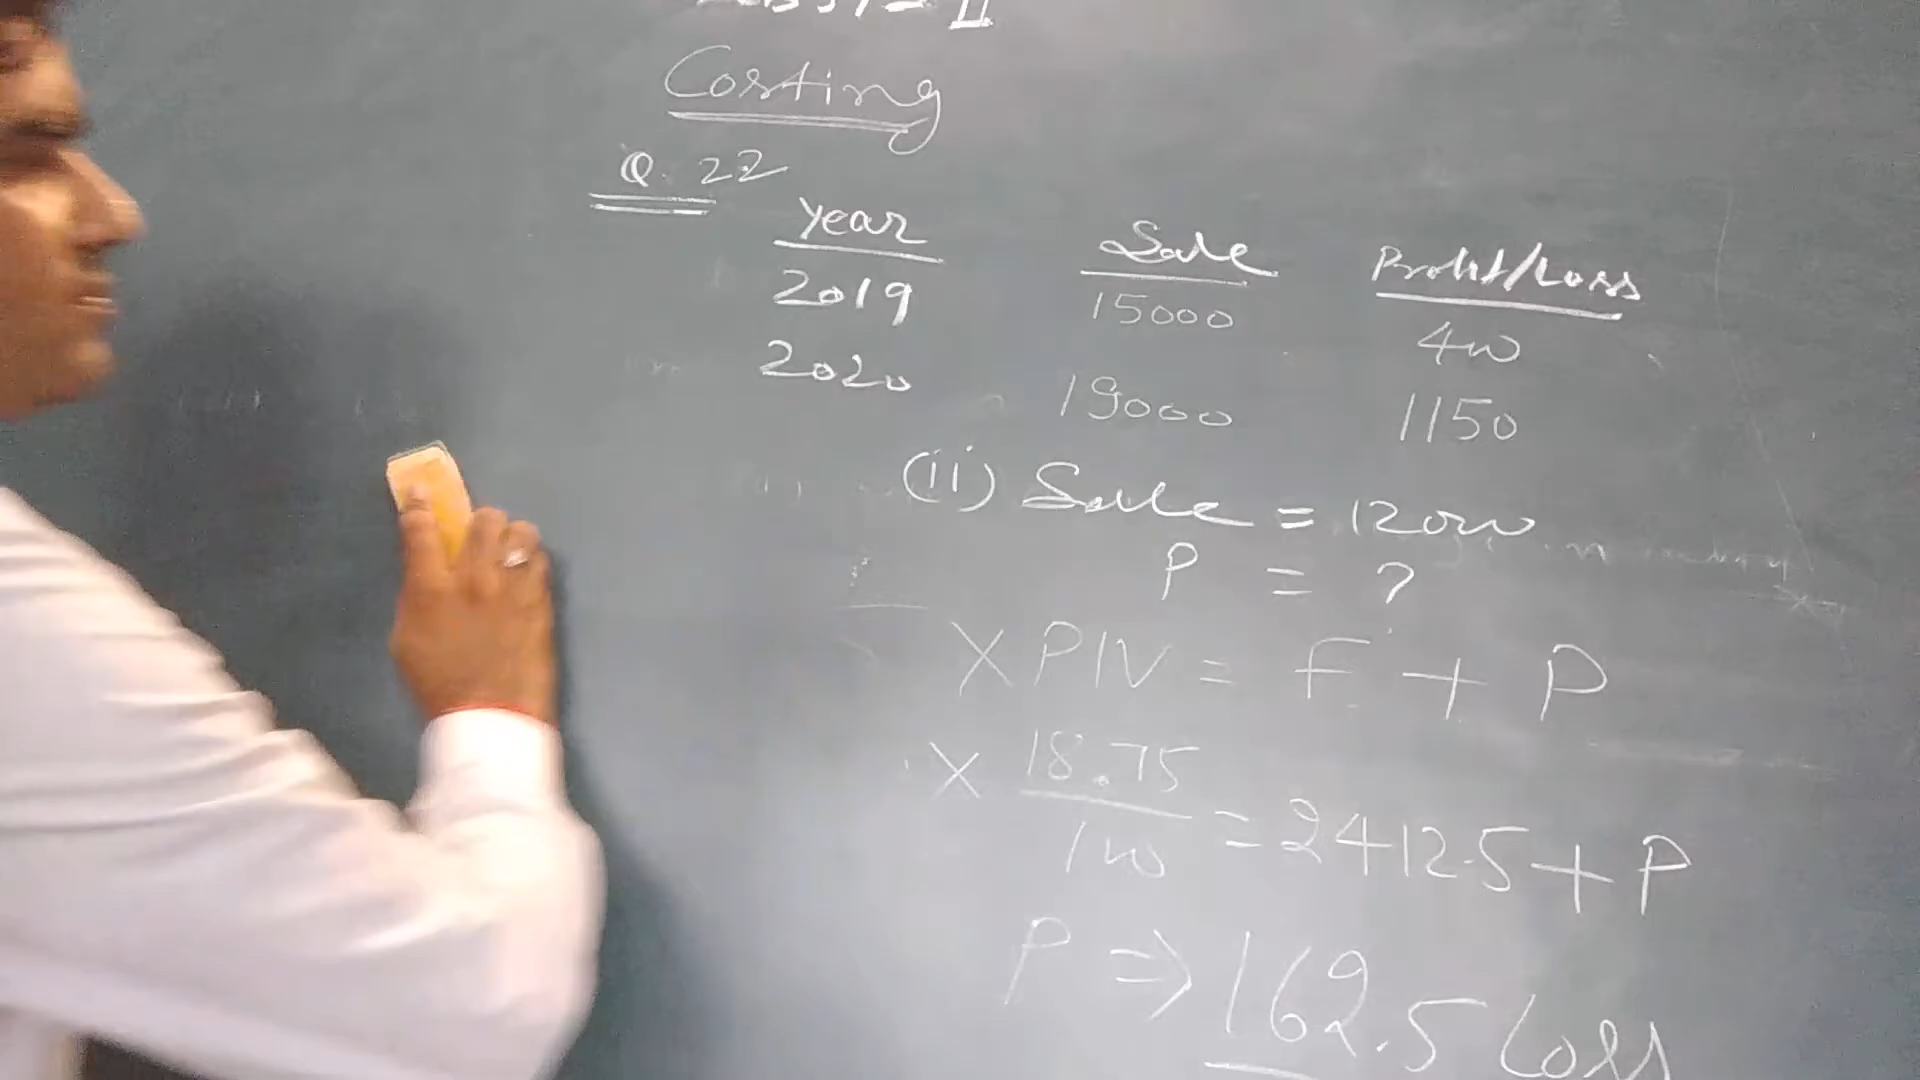 Costing
Q. 22
Year Sale Profit/Loss
2019 15000 400
2020 19000 1150
(ii) Sale = 12000
P = ?
X P/V = F + P
X 18.75/100 = 2412.5 + P
P ⇒ 162.5 Loss